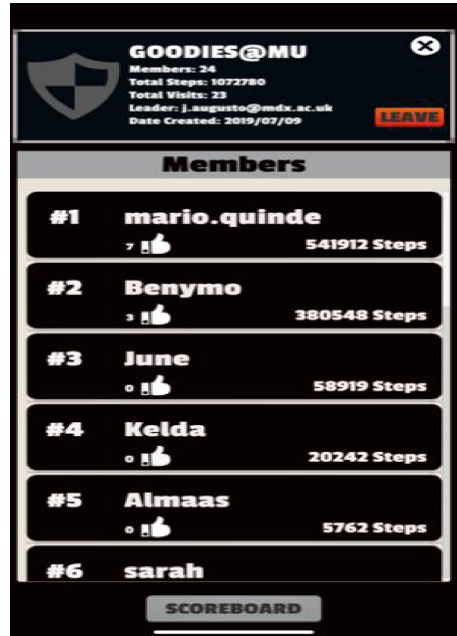 GOODIES@MU
Members: 24
Total Steps: 1072780
Total Visits: 23
Leader: j.augusto@mdx.ac.uk
Date Created: 2019/07/09
LEAVE
Members
#1 mario.quinde
7 541912 Steps
#2 Benymo
3 380548 Steps
#3 June
0 58919 Steps
#4 Kelda
0 20242 Steps
#5 Almaas
0 5762 Steps
#6 sarah
SCOREBOARD